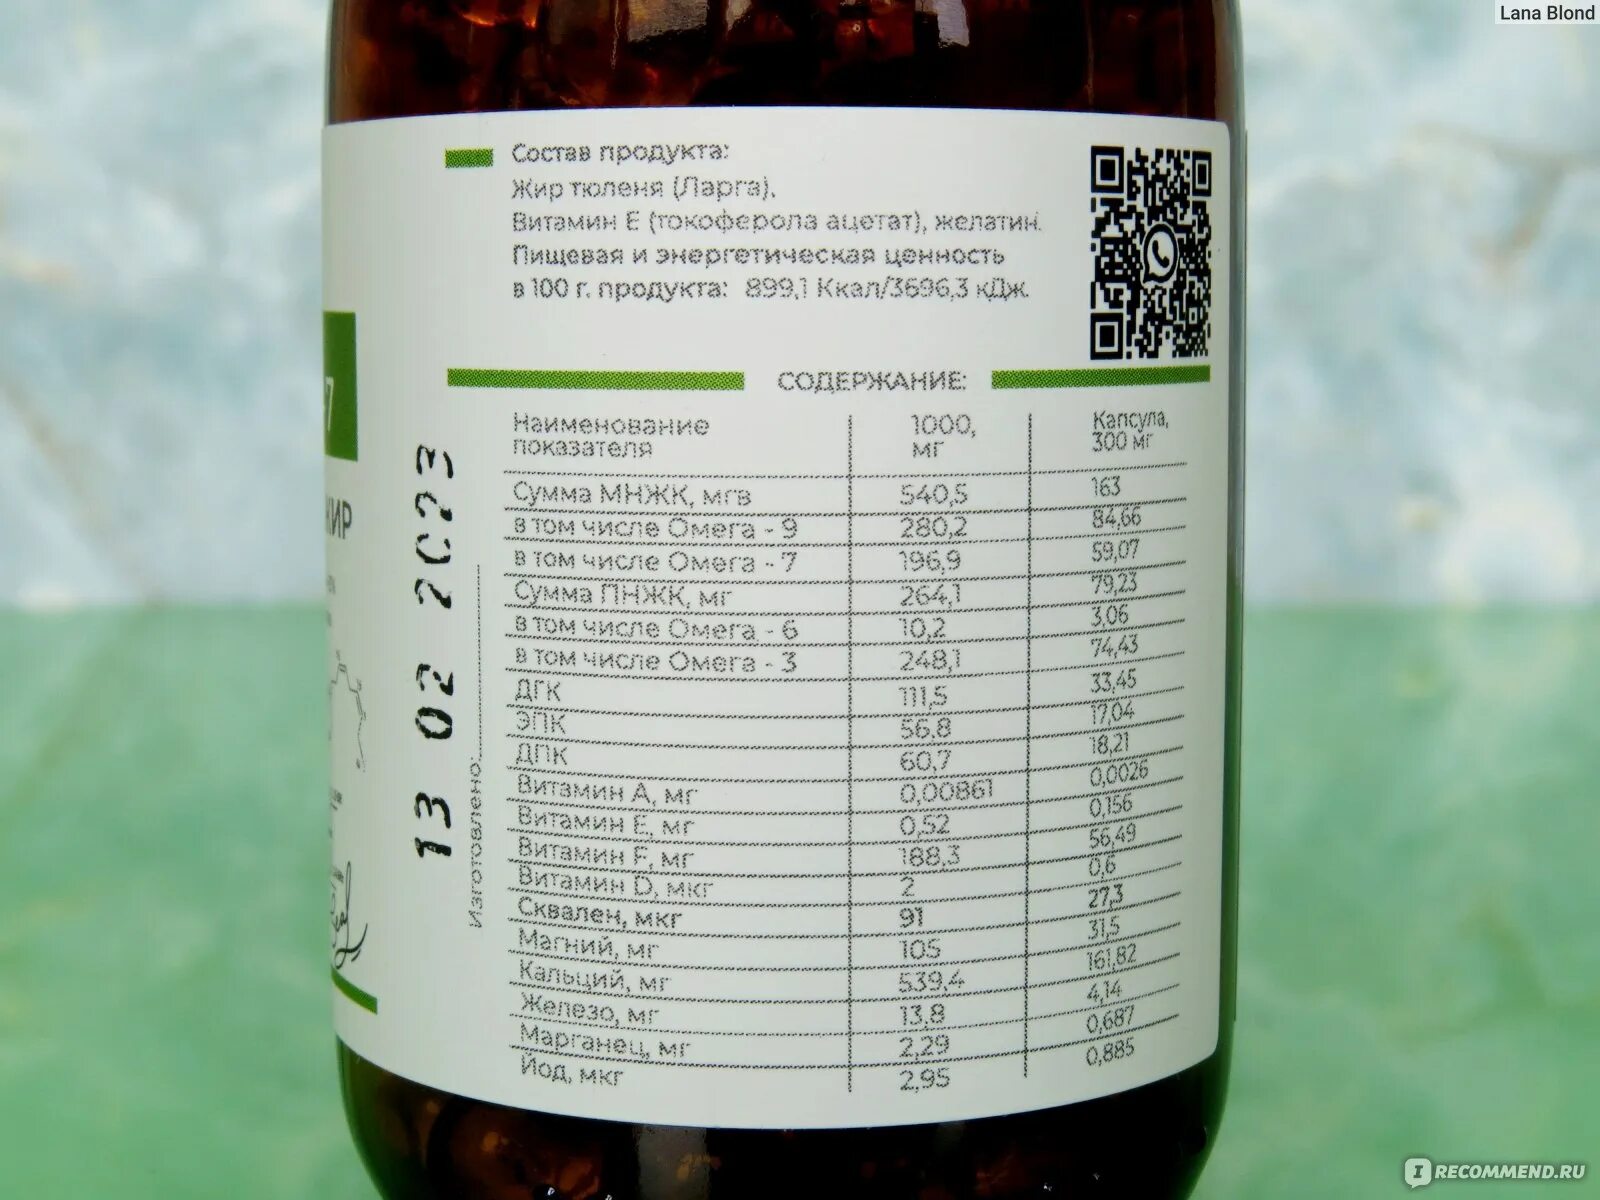 Lana Blond
Состав продукта:
Жир тюленя (Ларга).
Витамин Е (токоферола ацетат), желатин.
Пищевая и энергетическая ценность
в 100 г. продукта: 899,1 Ккал/3696,3 кДж.
СОДЕРЖАНИЕ:
Наименование показателя 1000, мг Капсула, 300 мг
Сумма МНЖК, мгв 540,5 163
в том числе Омега - 9 280,2 84,66
в том числе Омега - 7 196,9 59,07
Сумма ПНЖК, мг 264,1 79,23
в том числе Омега - 6 10,2 3,06
в том числе Омега - 3 248,1 74,43
ДГК 111,5 33,45
ЭПК 56,8 17,04
ДПК 60,7 18,21
Витамин А, мг 0,00861 0,0026
Витамин Е, мг 0,52 0,156
Витамин F, мг 188,3 56,49
Витамин D, мкг 2 0,6
Сквален, мкг 91 27,3
Магний, мг 105 31,5
Кальций, мг 539,4 161,82
Железо, мг 13,8 4,14
Марганец, мг 2,29 0,687
Йод, мкг 2,95 0,885
Изготовлено:
13 02 2023
7
ЖИР
IRECOMMEND.RU